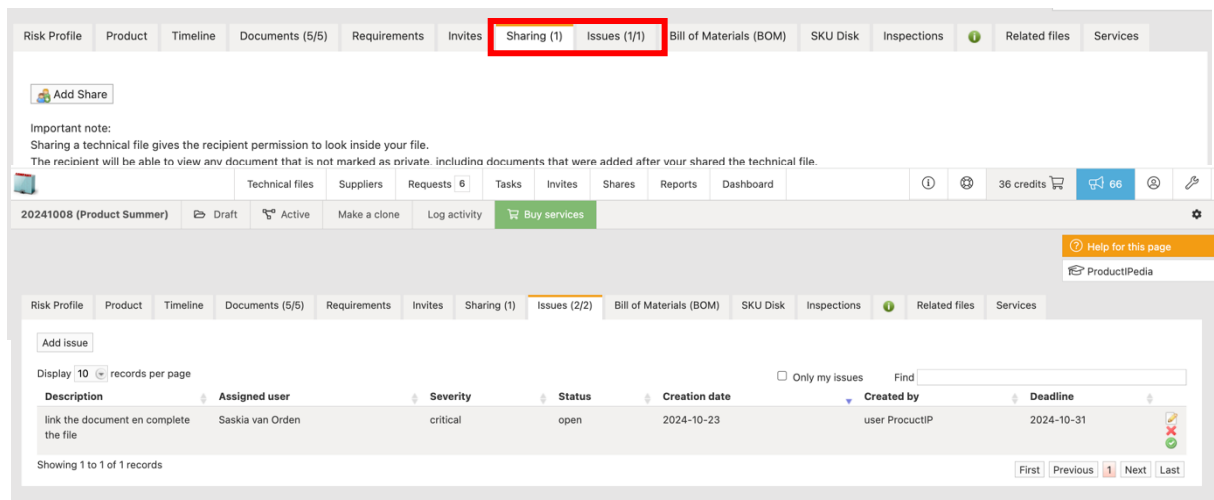 Risk Profile Product Timeline Documents (5/5) Requirements Invites Sharing (1) Issues (1/1) Bill of Materials (BOM) SKU Disk Inspections Related files Services
Add Share
Important note:
Sharing a technical file gives the recipient permission to look inside your file.
The recipient will be able to view any document that is not marked as private, including documents that were added after your shared the technical file.
Technical files Suppliers Requests 6 Tasks Invites Shares Reports Dashboard 36 credits 66
20241008 (Product Summer) Draft Active Make a clone Log activity Buy services
Help for this page
ProductIPedia
Risk Profile Product Timeline Documents (5/5) Requirements Invites Sharing (1) Issues (2/2) Bill of Materials (BOM) SKU Disk Inspections Related files Services
Add issue
Display 10 records per page
Only my issues Find
Description Assigned user Severity Status Creation date Created by Deadline
link the document en complete Saskia van Orden critical open 2024-10-23 user ProcuctIP 2024-10-31
the file
Showing 1 to 1 of 1 records
First Previous 1 Next Last